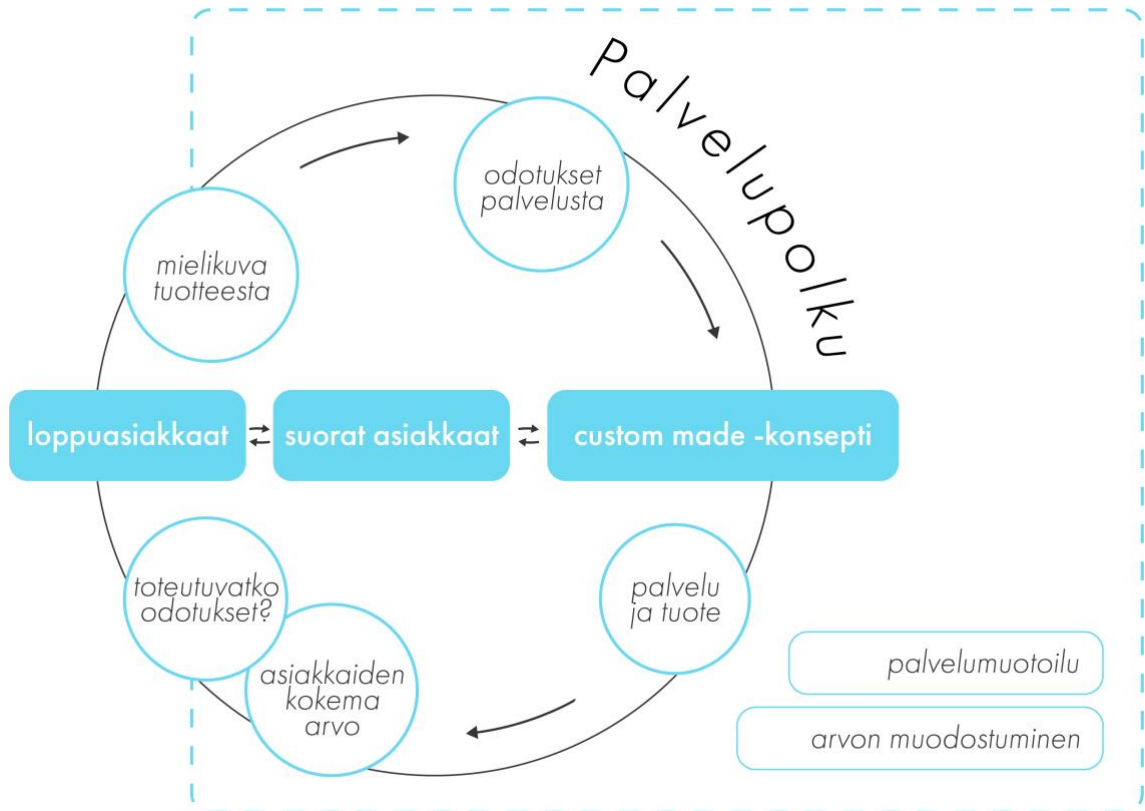 Palvelupolku
odotukset
palvelusta
mielikuva
tuotteesta
loppuasiakkaat
suorat asiakkaat
custom made -konsepti
toteutuvatko
odotukset?
palvelu
ja tuote
asiakkaiden
kokema
arvo
palvelumuotoilu
arvon muodostuminen